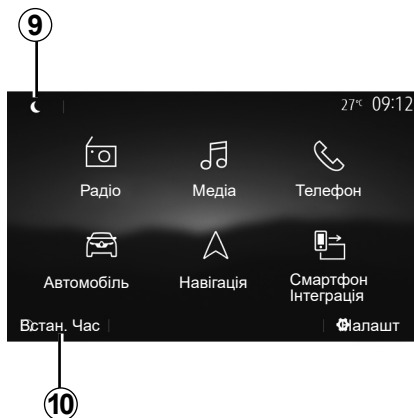 9
27°C 09:12
Радіо Медіа Телефон
Автомобіль Навігація Смартфон
Інтеграція
Встан. Час Налашт
10